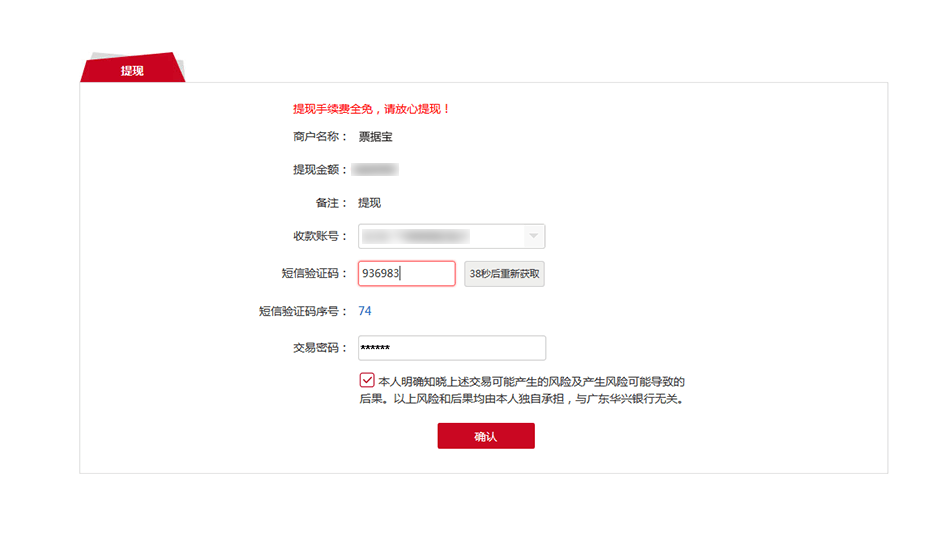 提现
提现手续费全免，请放心提现！
商户名称： 票据宝
提现金额：
备注： 提现
收款账号：
短信验证码： 936983 38秒后重新获取
短信验证码序号： 74
交易密码： ******
本人明确知晓上述交易可能产生的风险及产生风险可能导致的
后果。以上风险和后果均由本人独自承担，与广东华兴银行无关。
确认